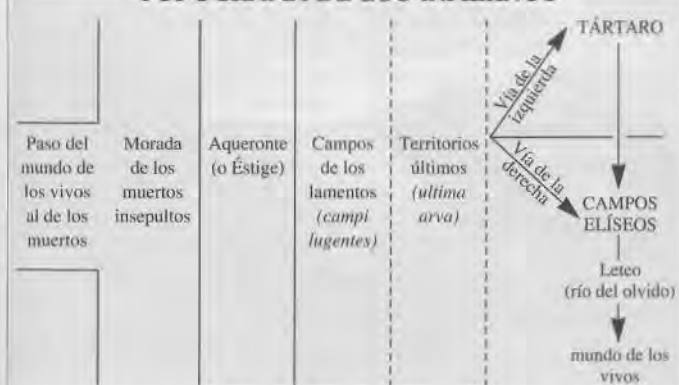 Paso del
mundo de
los vivos
al de los
muertos
Morada
de los
muertos
insepultos
Aqueronte
(o Éstige)
Campos
de los
lamentos
(campi
lugentes)
Territorios
últimos
(ultima
arva)
Vía de la
izquierda
Vía de la
derecha
TÁRTARO
CAMPOS
ELÍSEOS
Leteo
(río del olvido)
mundo de los
vivos